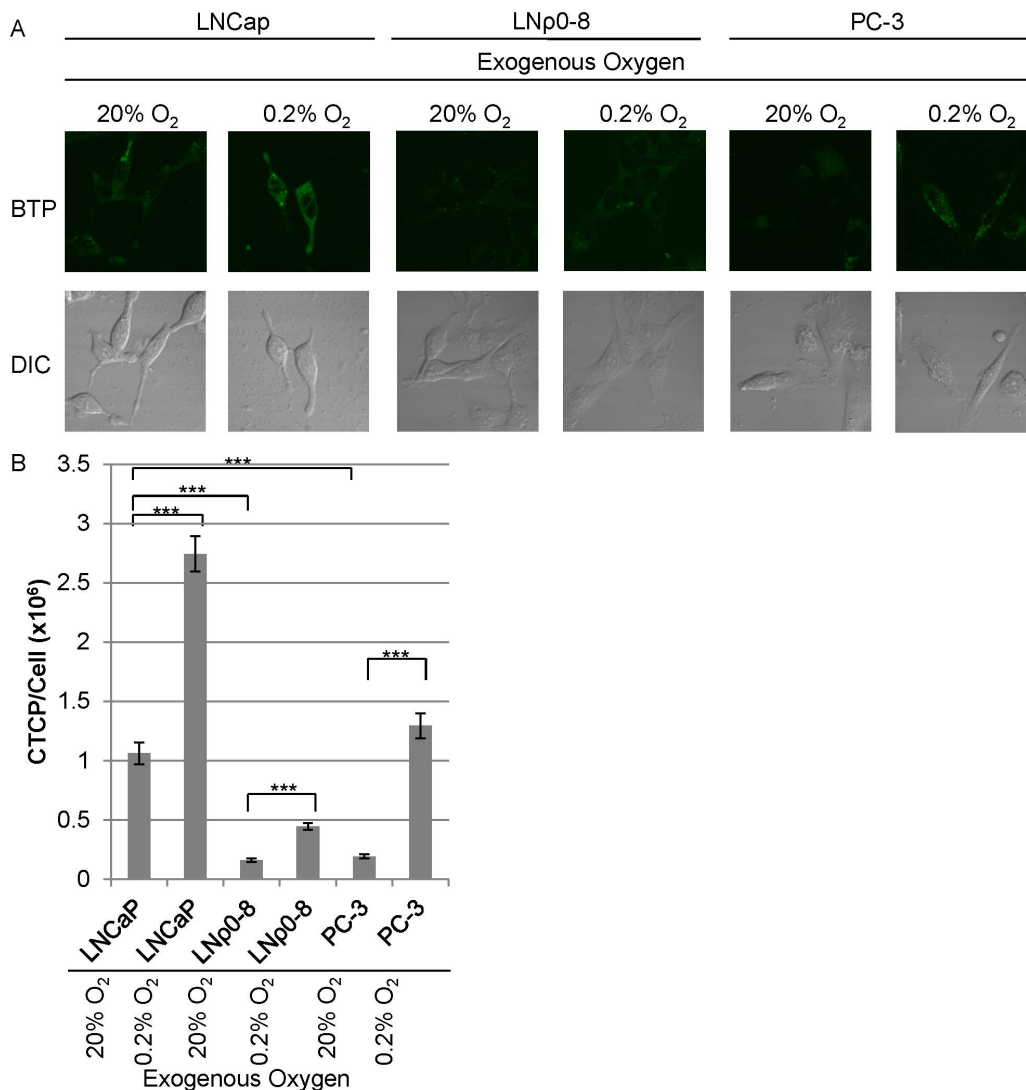 A
LNCap LNp0-8 PC-3
Exogenous Oxygen
20% O₂ 0.2% O₂ 20% O₂ 0.2% O₂ 20% O₂ 0.2% O₂
BTP
DIC
B
CTCP/Cell (x10⁶)
3.5
3
2.5
2
1.5
1
0.5
0
***
***
***
***
***
LNCaP LNCaP LNp0-8 LNp0-8 PC-3 PC-3
20% O₂ 0.2% O₂ 20% O₂ 0.2% O₂ 20% O₂ 0.2% O₂
Exogenous Oxygen